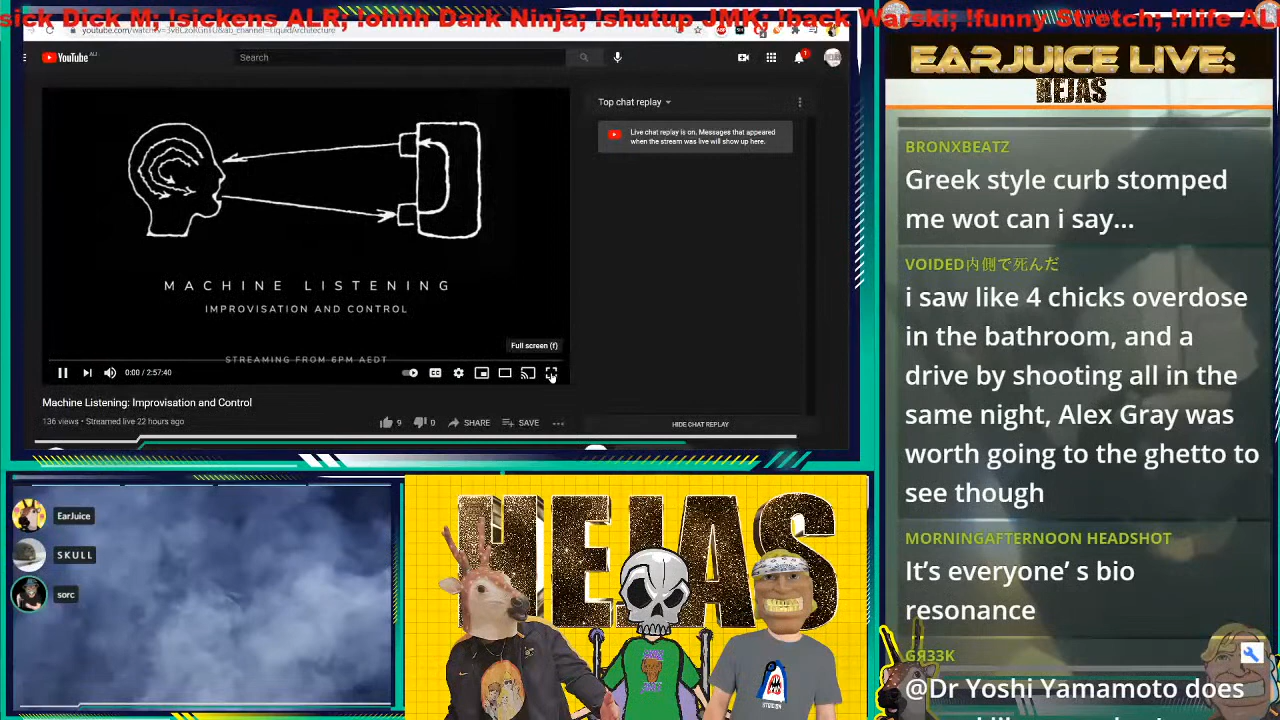 sick Dick M; !sickens ALR; !ohhh Dark Ninja; !shutup JMK; !back Warski; !funny Stretch; !rlife AL
YouTube AU
Search
1
Top chat replay
Live chat replay is on. Messages that appeared
when the stream was live will show up here.
MACHINE LISTENING
IMPROVISATION AND CONTROL
Full screen (f)
STREAMING FROM 6PM AEDT
0:00 / 2:57:40
Machine Listening: Improvisation and Control
136 views • Streamed live 22 hours ago
9
0
SHARE
SAVE
HIDE CHAT REPLAY
EarJuice
SKULL
sorc
HEJAS
EARJUICE LIVE:
HEJAS
BRONXBEATZ
Greek style curb stomped
me wot can i say...
VOIDED内側で死んだ
i saw like 4 chicks overdose
in the bathroom, and a
drive by shooting all in the
same night, Alex Gray was
worth going to the ghetto to
see though
MORNINGAFTERNOON HEADSHOT
It's everyone' s bio
resonance
GЯ33K
@Dr Yoshi Yamamoto does